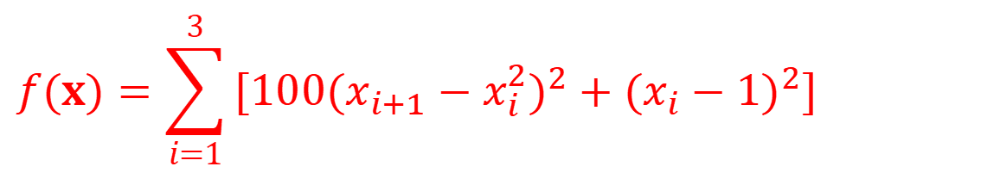 f(𝐱) = ∑_{i=1}^{3} [100(x_{i+1} − x_i^2)^2 + (x_i − 1)^2]